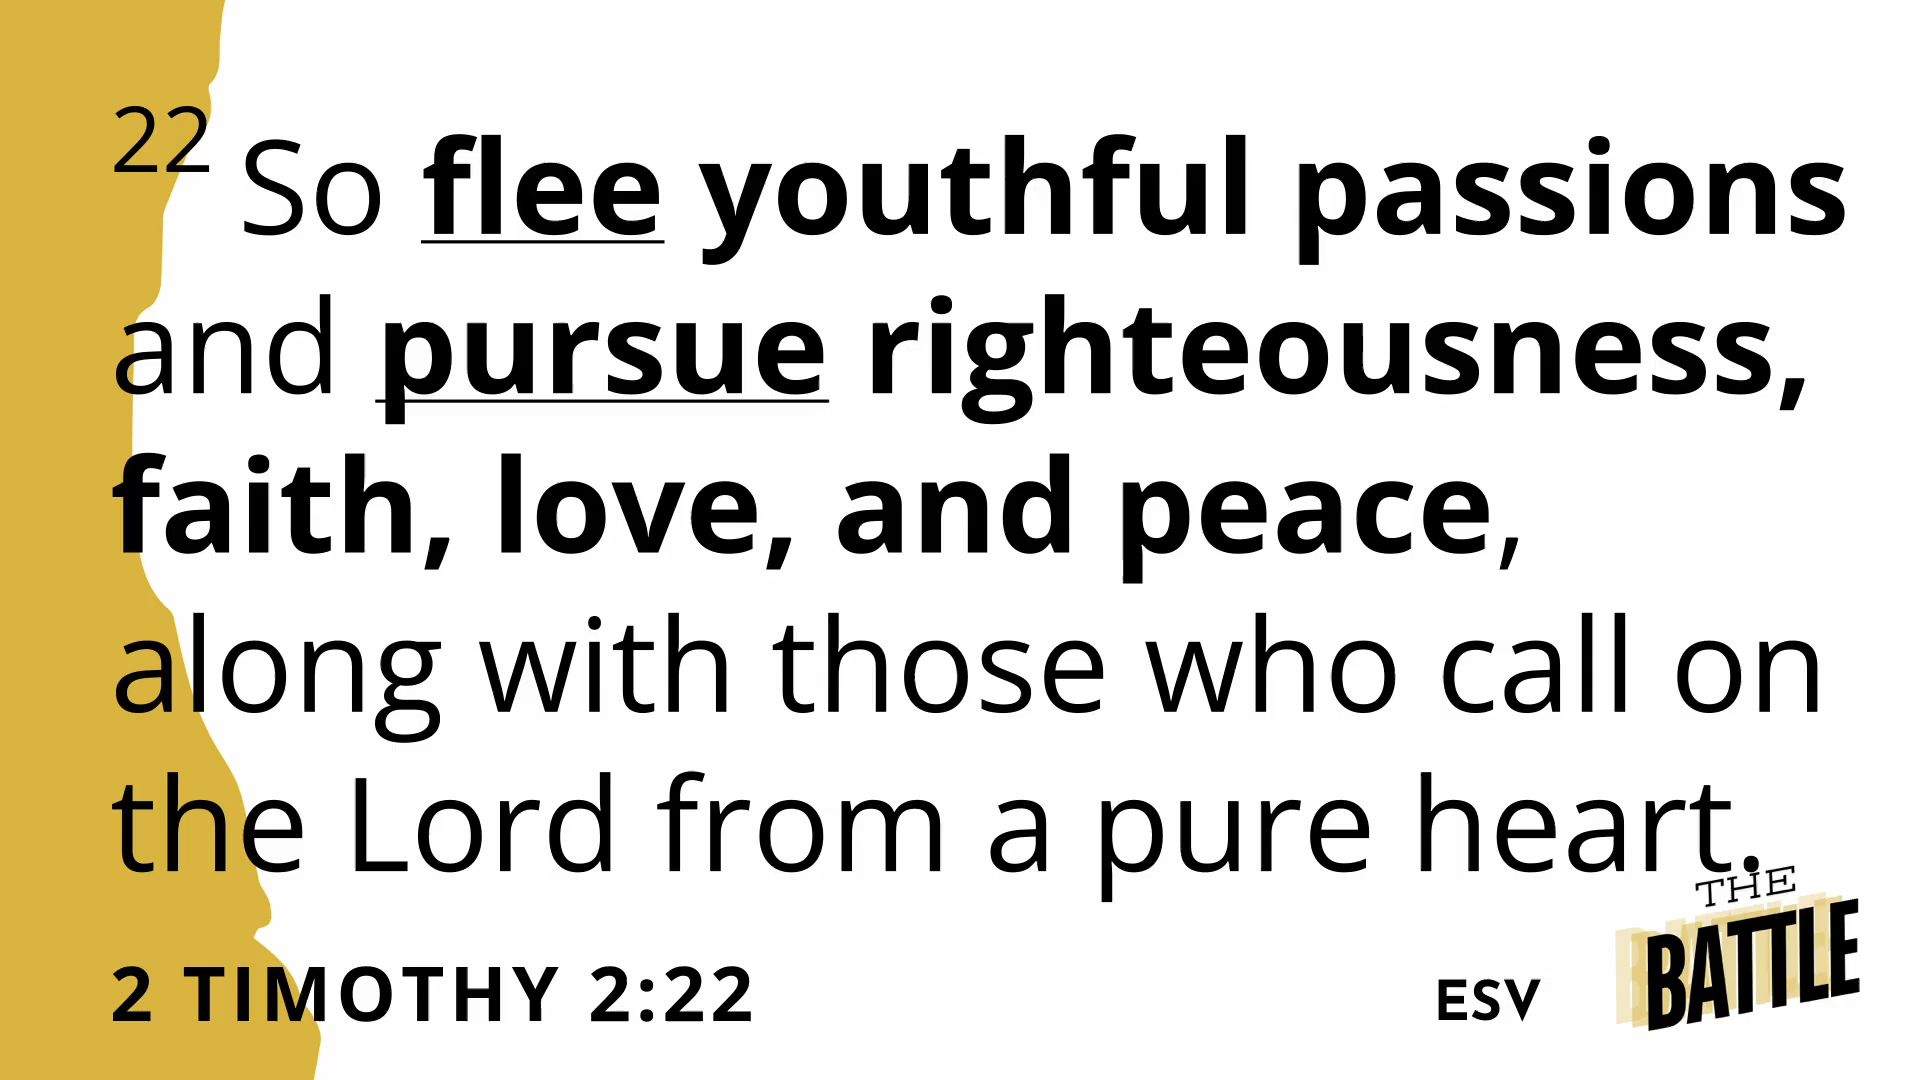 22 So flee youthful passions
and pursue righteousness,
faith, love, and peace,
along with those who call on
the Lord from a pure heart.
2 TIMOTHY 2:22
ESV
THE
BATTLE